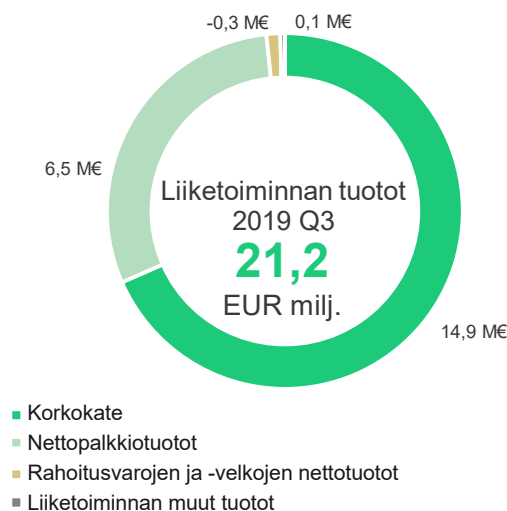 -0,3 M€
0,1 M€
6,5 M€
Liiketoiminnan tuotot
2019 Q3
21,2
EUR milj.
14,9 M€
Korkokate
Nettopalkkiotuotot
Rahoitusvarojen ja -velkojen nettotuotot
Liiketoiminnan muut tuotot